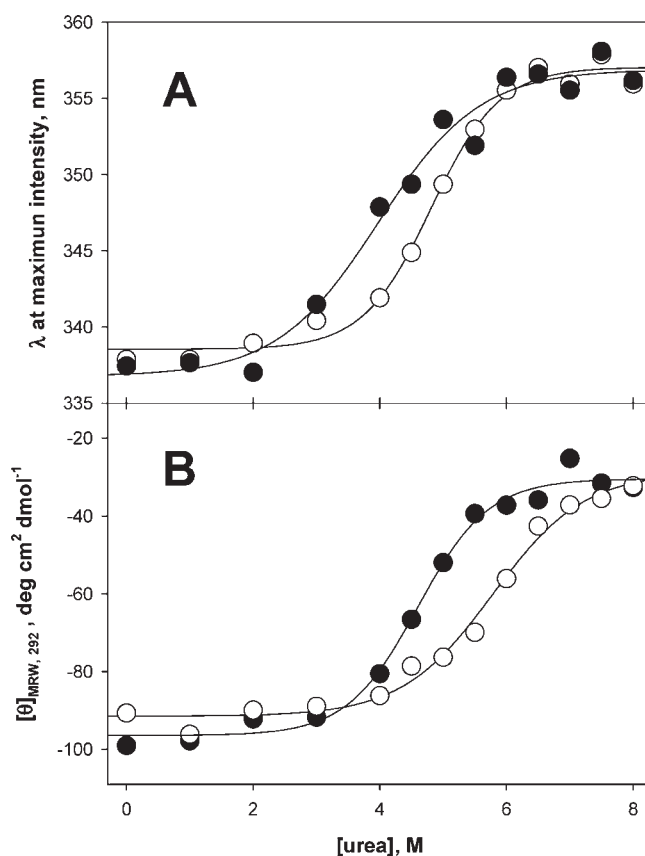 360
355
350
345
340
335
λ at maximun intensity, nm
A
-20
-40
-60
-80
-100
[θ]MRW, 292 , deg cm² dmol⁻¹
B
0 2 4 6 8
[urea], M